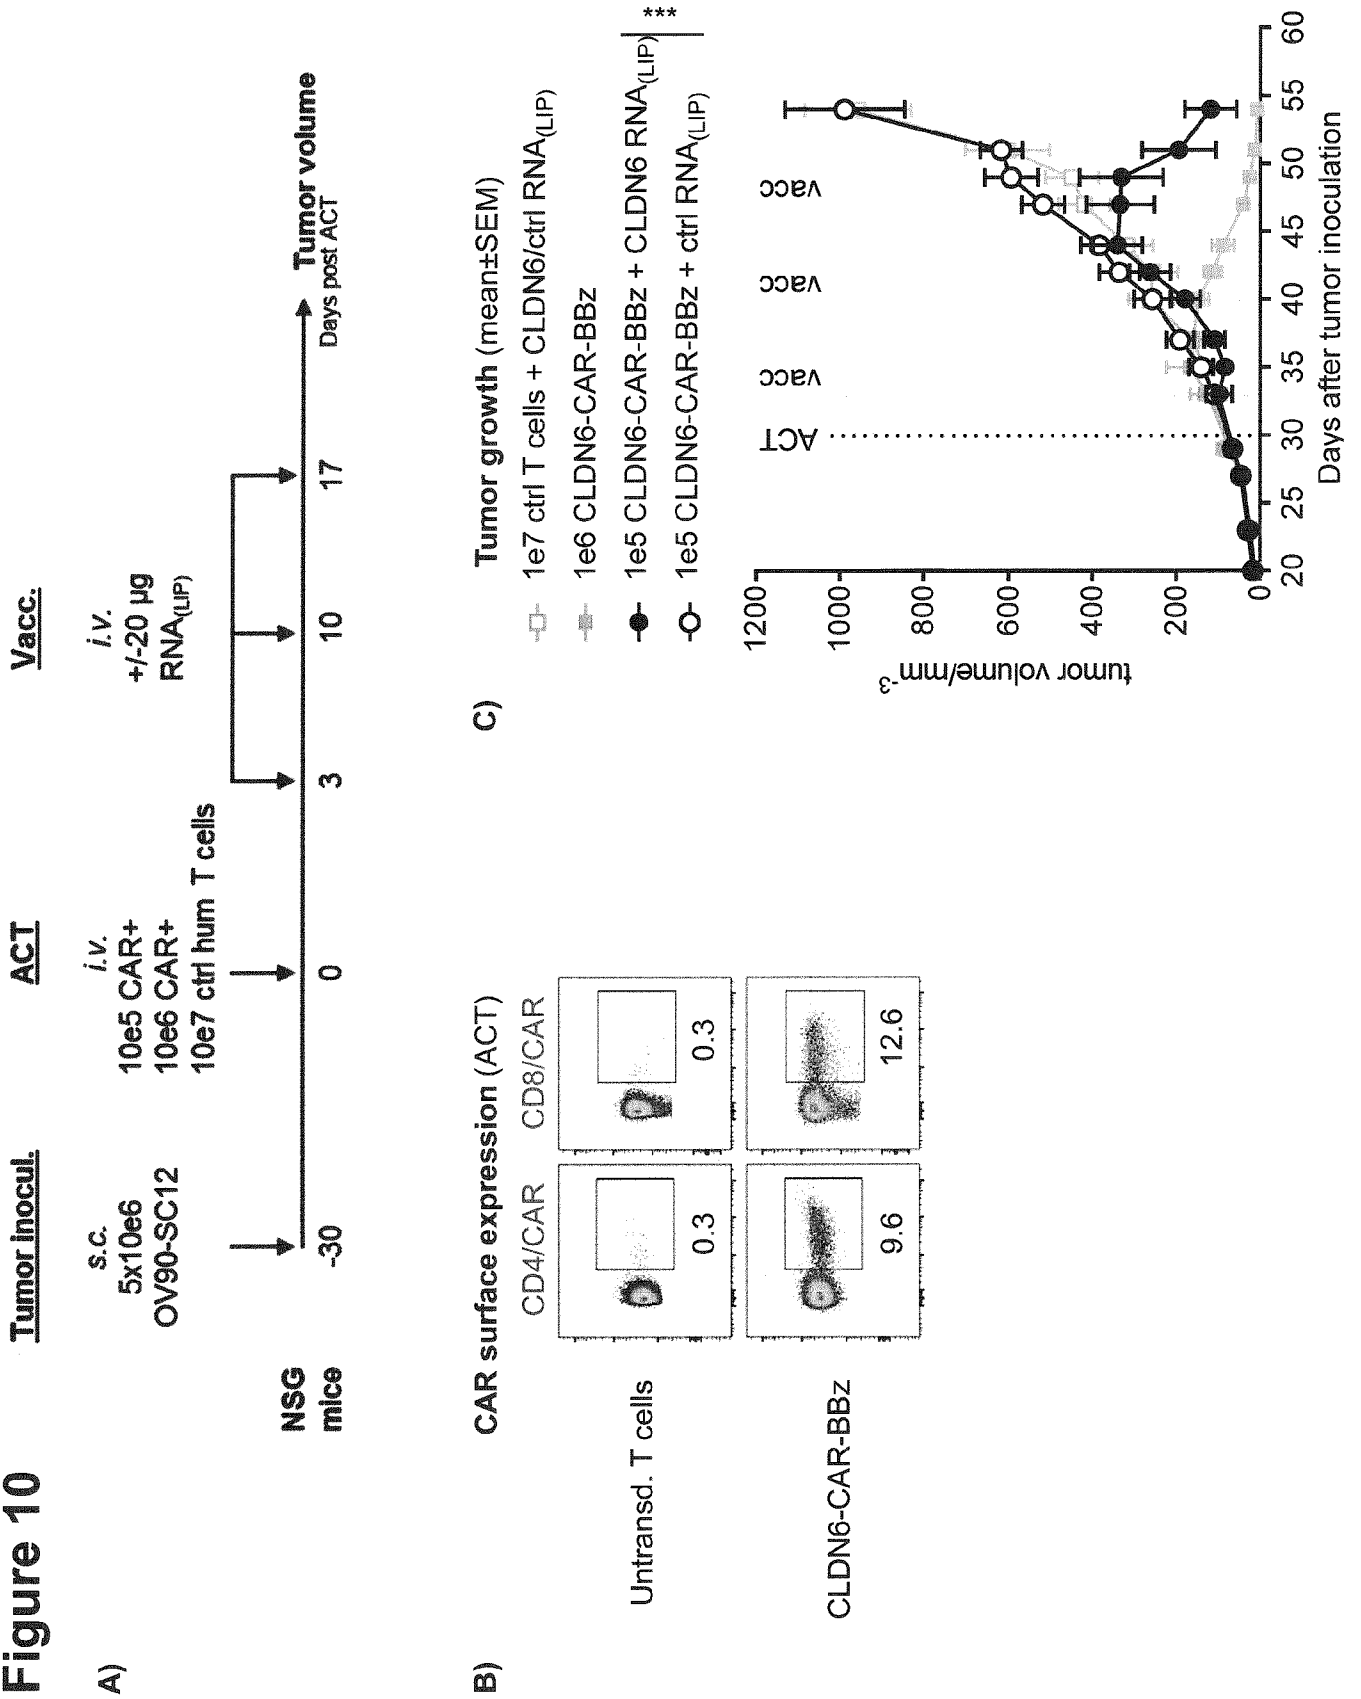 Figure 10
A)
Tumor inocul.
ACT
Vacc.
s.c.
5x10e6
OV90-SC12
i.v.
10e5 CAR+
10e6 CAR+
10e7 ctrl hum T cells
i.v.
+/-20 µg
RNA(LIP)
NSG
mice
-30
0
3
10
17
Tumor volume
Days post ACT
B)
CAR surface expression (ACT)
CD4/CAR
CD8/CAR
Untransd. T cells
0.3
0.3
CLDN6-CAR-BBz
9.6
12.6
C)
Tumor growth (mean±SEM)
1e7 ctrl T cells + CLDN6/ctrl RNA(LIP)
1e6 CLDN6-CAR-BBz
1e5 CLDN6-CAR-BBz + CLDN6 RNA(LIP)
1e5 CLDN6-CAR-BBz + ctrl RNA(LIP)
***
tumor volume/mm-3
1200
1000
800
600
400
200
0
ACT
vacc
vacc
vacc
20 25 30 35 40 45 50 55 60
Days after tumor inoculation